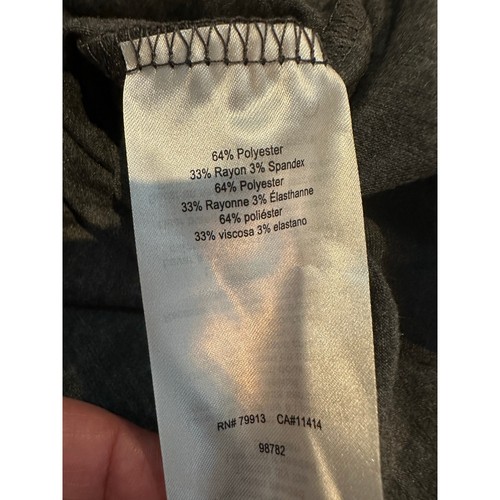 64% Polyester
33% Rayon 3% Spandex
64% Polyester
33% Rayonne 3% Élasthanne
64% poliéster
33% viscosa 3% elastano
RN# 79913 CA#11414
98782